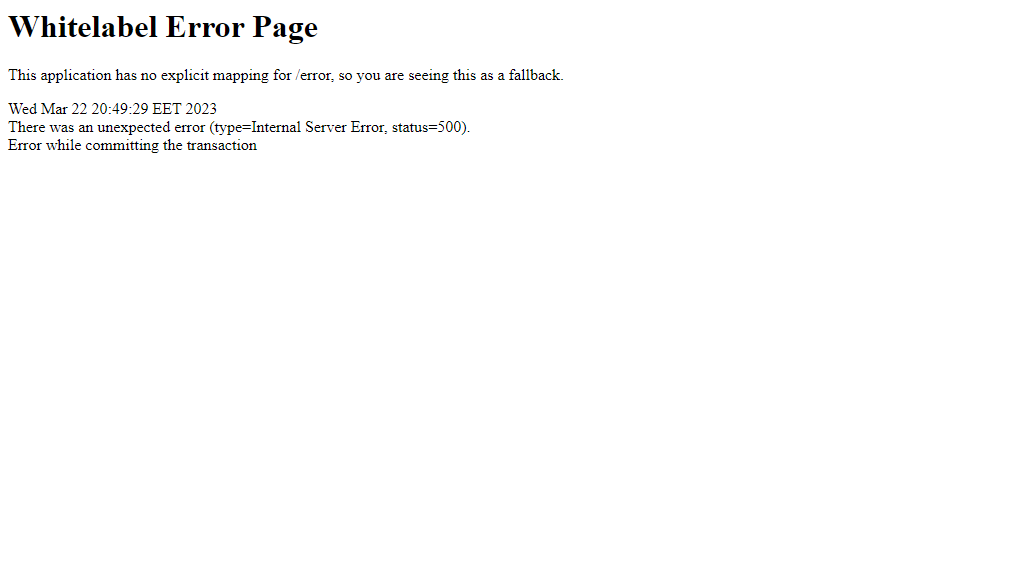 Whitelabel Error Page
This application has no explicit mapping for /error, so you are seeing this as a fallback.
Wed Mar 22 20:49:29 EET 2023
There was an unexpected error (type=Internal Server Error, status=500).
Error while committing the transaction